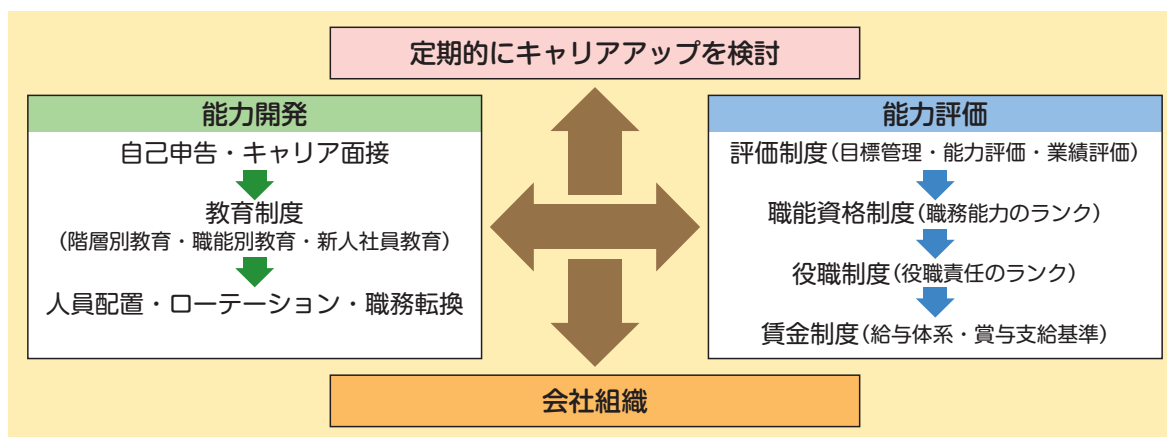 定期的にキャリアアップを検討
能力開発
自己申告・キャリア面接
教育制度
（階層別教育・職能別教育・新人社員教育）
人員配置・ローテーション・職務転換
能力評価
評価制度（目標管理・能力評価・業績評価）
職能資格制度（職務能力のランク）
役職制度（役職責任のランク）
賃金制度（給与体系・賞与支給基準）
会社組織